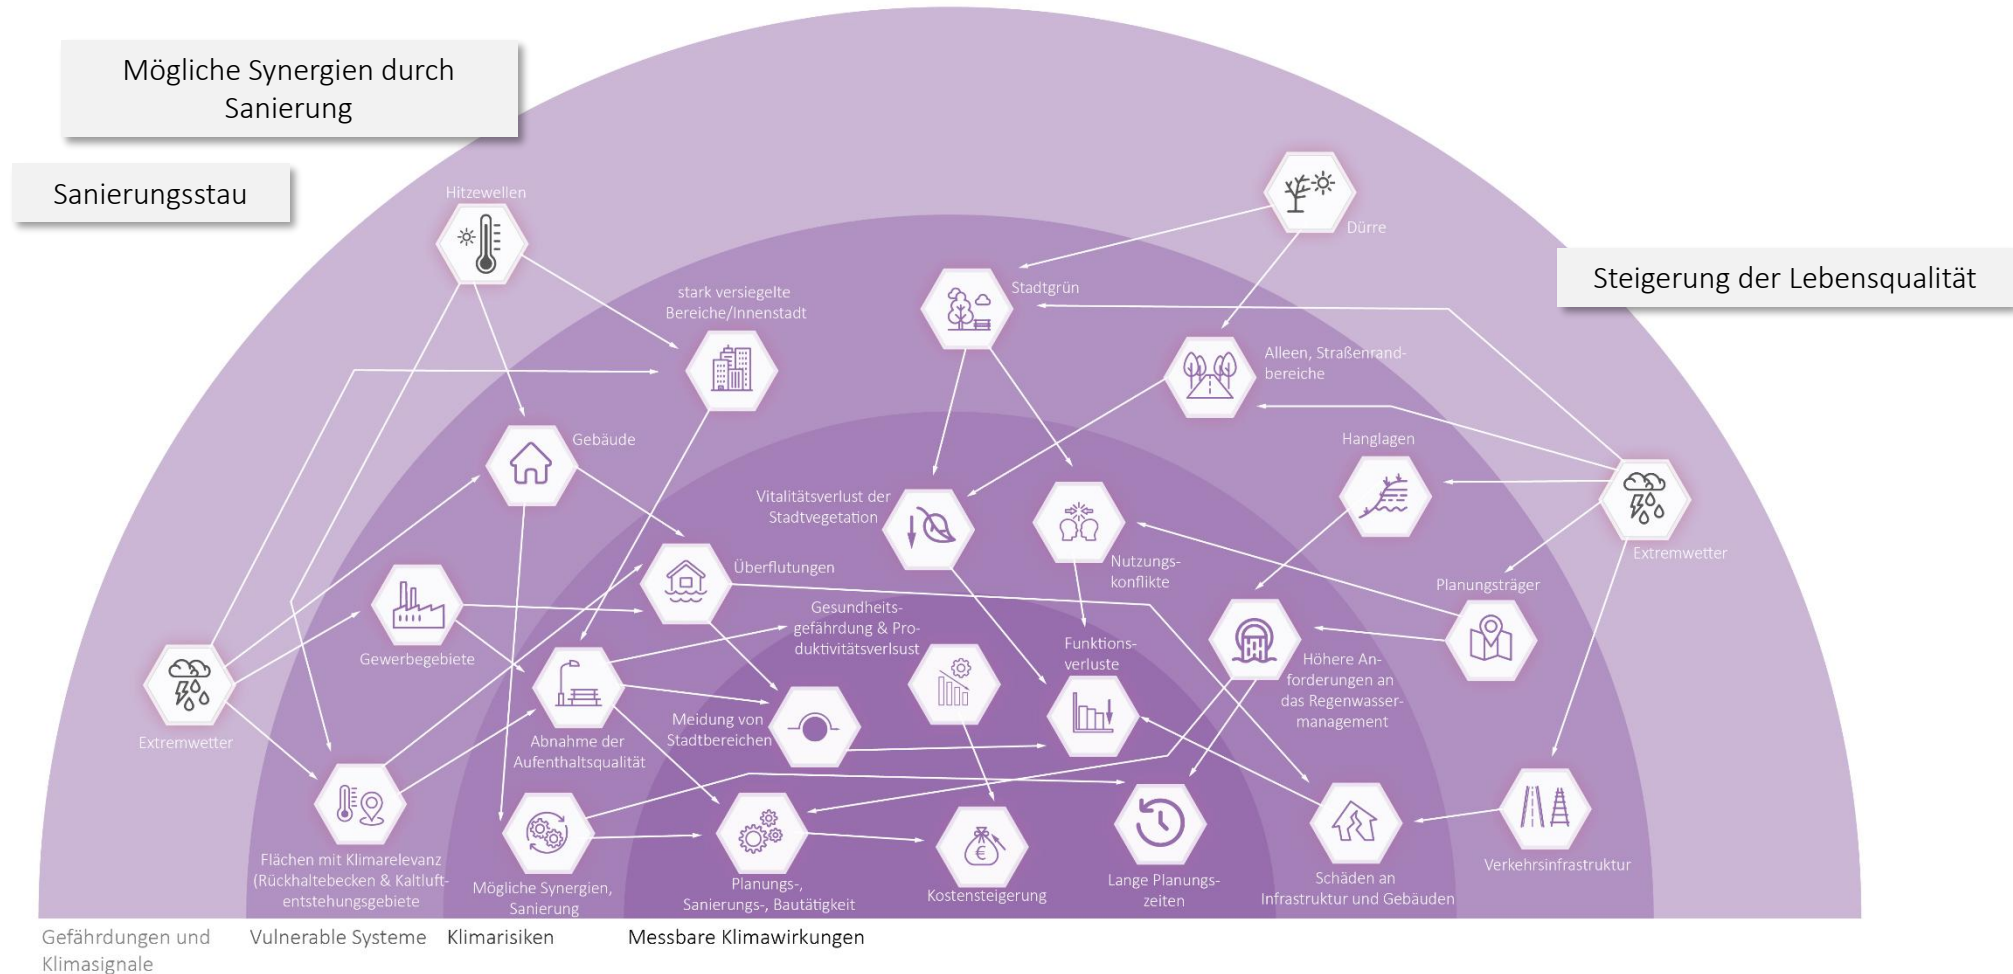 Mögliche Synergien durch
Sanierung
Sanierungsstau
Hitzewellen
Dürre
Steigerung der Lebensqualität
Stadtgrün
stark versiegelte
Bereiche/Innenstadt
Alleen, Straßenrand-
bereiche
Gebäude
Hanglagen
Vitalitätsverlust der
Stadtvegetation
Nutzungs-
konflikte
Extremwetter
Überflutungen
Planungsträger
Gesundheits-
gefährdung & Pro-
duktivitätsverlsust
Gewerbegebiete
Funktions-
verluste
Höhere An-
forderungen an
das Regenwasser-
management
Meidung von
Stadtbereichen
Extremwetter
Abnahme der
Aufenthaltsqualität
Flächen mit Klimarelevanz
(Rückhaltebecken & Kaltluft-
entstehungsgebiete
Mögliche Synergien,
Sanierung
Planungs-,
Sanierungs-, Bautätigkeit
Kostensteigerung
Lange Planungs-
zeiten
Schäden an
Infrastruktur und Gebäuden
Verkehrsinfrastruktur
Gefährdungen und
Klimasignale
Vulnerable Systeme
Klimarisiken
Messbare Klimawirkungen